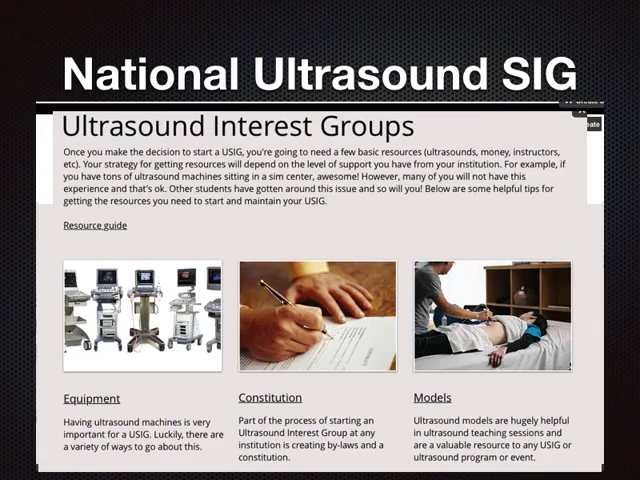 National Ultrasound SIG
Ultrasound Interest Groups
Once you make the decision to start a USIG, you're going to need a few basic resources (ultrasounds, money, instructors,
etc). Your strategy for getting resources will depend on the level of support you have from your institution. For example, if
you have tons of ultrasound machines sitting in a sim center, awesome! However, many of you will not have this
experience and that's ok. Other students have gotten around this issue and so will you! Below are some helpful tips for
getting the resources you need to start and maintain your USIG.
Resource guide
Equipment
Having ultrasound machines is very
important for a USIG. Luckily, there are
a variety of ways to go about this.
Constitution
Part of the process of starting an
Ultrasound Interest Group at any
institution is creating by-laws and a
constitution.
Models
Ultrasound models are hugely helpful
in ultrasound teaching sessions and
are a valuable resource to any USIG or
ultrasound program or event.